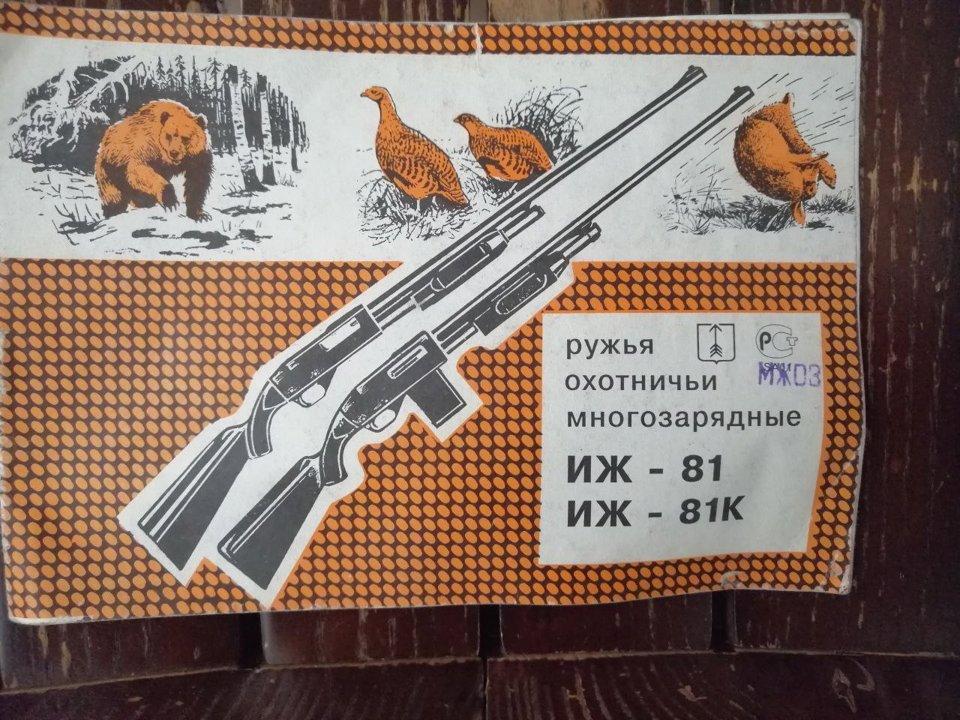 ружья
охотничьи
МЖ03
многозарядные
ИЖ - 81
ИЖ - 81К